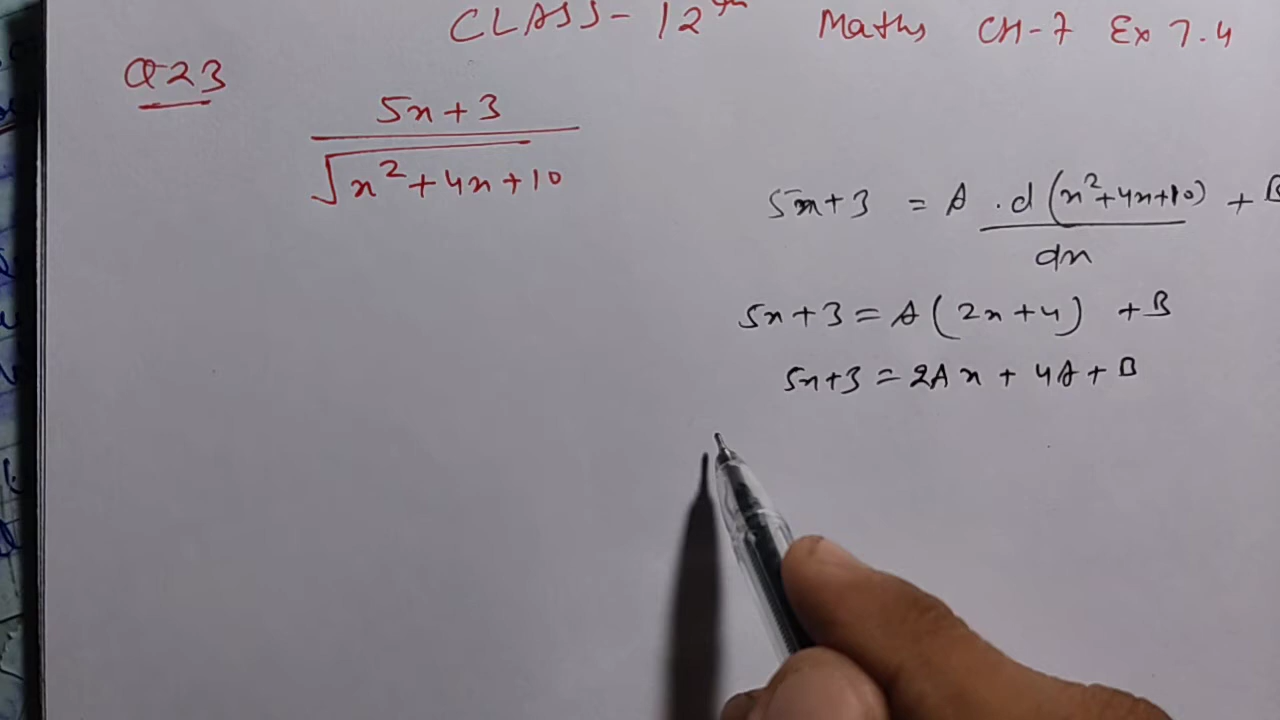 CLASS-12th Maths CH-7 Ex 7.4
Q23
5x+3
√x²+4x+10
5x+3 = A . d(x²+4x+10) + B
dx
5x+3 = A(2x+4) + B
5x+3 = 2Ax + 4A + B